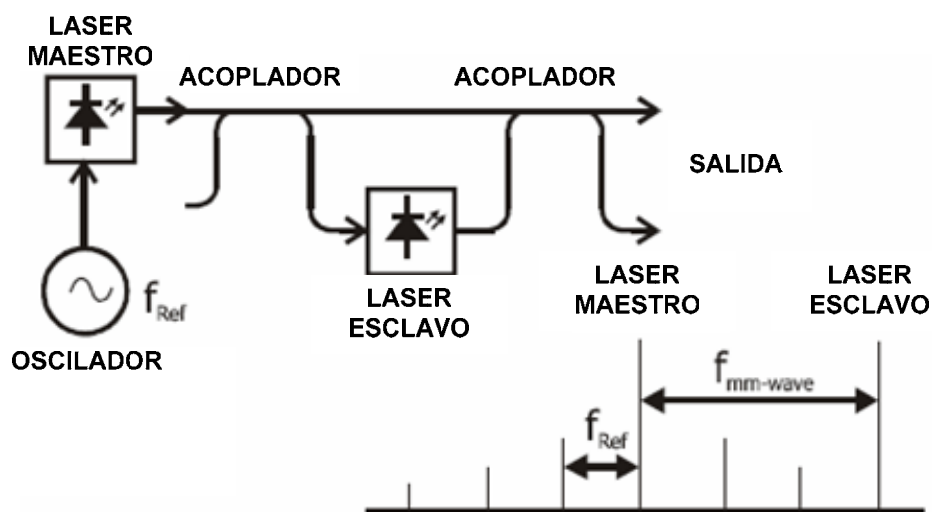 LASER
MAESTRO
ACOPLADOR
ACOPLADOR
SALIDA
f Ref
OSCILADOR
LASER
ESCLAVO
LASER
MAESTRO
LASER
ESCLAVO
f mm-wave
f Ref